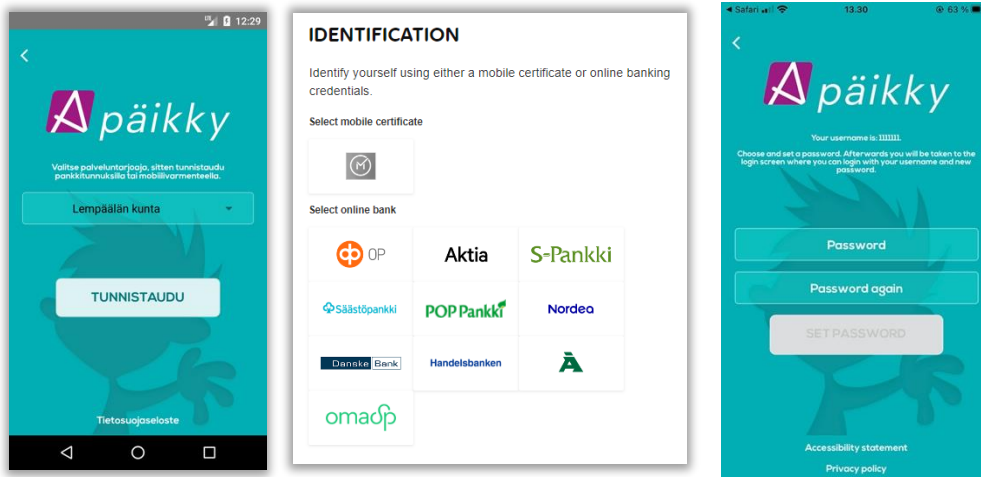 12:29
päikky
Valitse palveluntarjoaja, sitten tunnistaudu
pankkitunnuksilla tai mobiilivarmenteella.
Lempäälän kunta
TUNNISTAUDU
Tietosuojaseloste
IDENTIFICATION
Identify yourself using either a mobile certificate or online banking
credentials.
Select mobile certificate
Select online bank
OP
Aktia
S-Pankki
Säästöpankki
POP Pankki
Nordea
Danske Bank
Handelsbanken
Å
omasp
Safari
13.30
63 %
päikky
Your username is: 1111111.
Choose and set a password. Afterwards you will be taken to the
login screen where you can login with your username and new
password.
Password
Password again
SET PASSWORD
Accessibility statement
Privacy policy